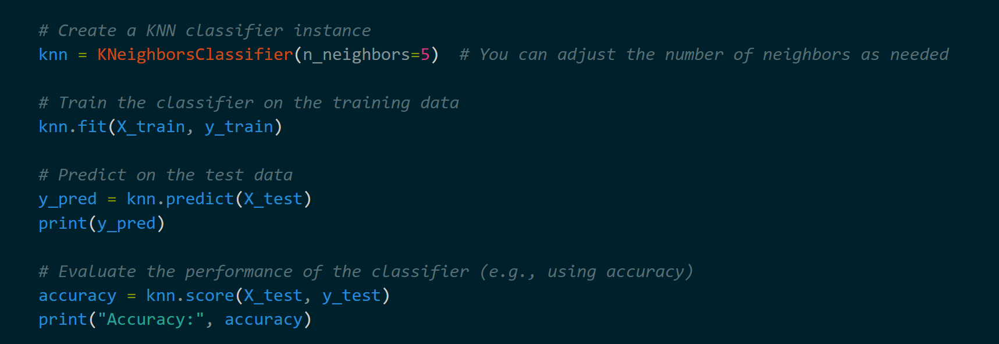 # Create a KNN classifier instance
knn = KNeighborsClassifier(n_neighbors=5)  # You can adjust the number of neighbors as needed
# Train the classifier on the training data
knn.fit(X_train, y_train)
# Predict on the test data
y_pred = knn.predict(X_test)
print(y_pred)
# Evaluate the performance of the classifier (e.g., using accuracy)
accuracy = knn.score(X_test, y_test)
print("Accuracy:", accuracy)